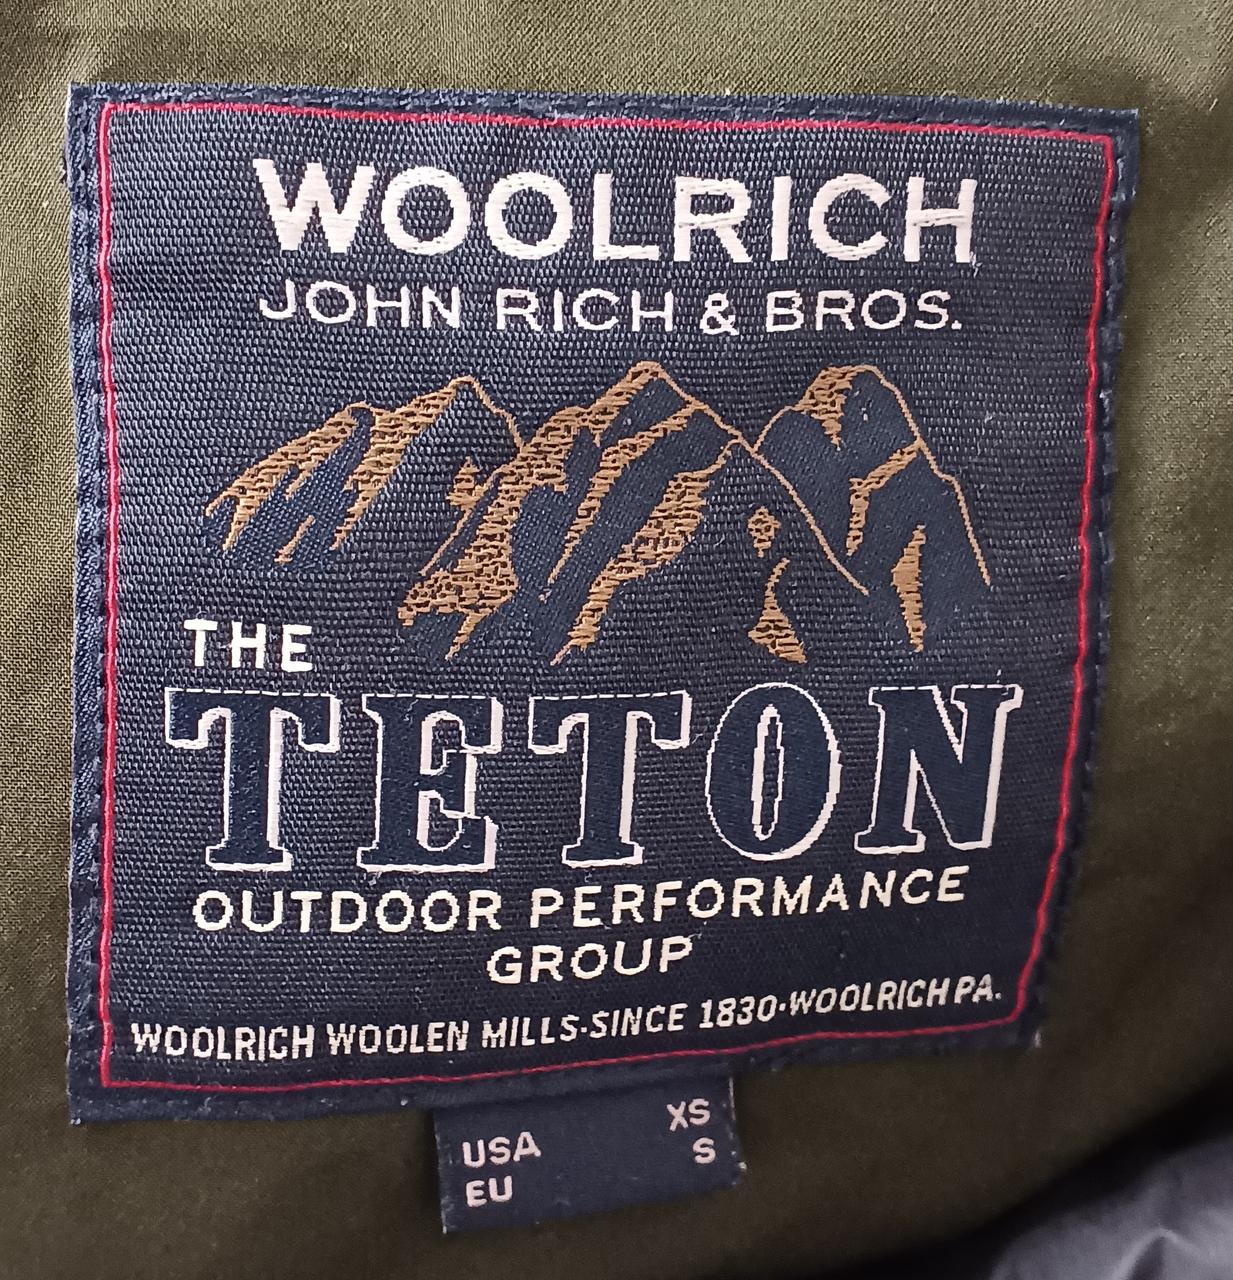 WOOLRICH
JOHN RICH & BROS.
THE
TETON
OUTDOOR PERFORMANCE
GROUP
WOOLRICH WOOLEN MILLS·SINCE 1830·WOOLRICH PA.
USA XS
EU S